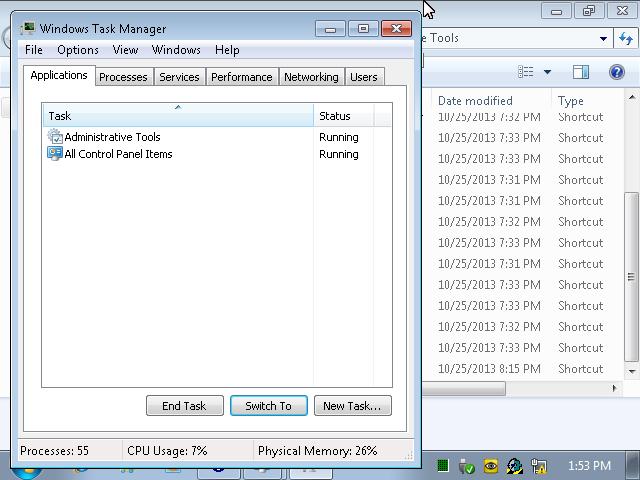 Windows Task Manager
File Options View Windows Help
Applications Processes Services Performance Networking Users
Task Status
Administrative Tools Running
All Control Panel Items Running
End Task Switch To New Task...
Processes: 55 CPU Usage: 7% Physical Memory: 26%
Tools
Date modified Type
10/25/2013 7:32 PM Shortcut
10/25/2013 7:33 PM Shortcut
10/25/2013 7:33 PM Shortcut
10/25/2013 7:31 PM Shortcut
10/25/2013 7:31 PM Shortcut
10/25/2013 7:32 PM Shortcut
10/25/2013 7:33 PM Shortcut
10/25/2013 7:31 PM Shortcut
10/25/2013 7:33 PM Shortcut
10/25/2013 7:33 PM Shortcut
10/25/2013 7:32 PM Shortcut
10/25/2013 7:33 PM Shortcut
10/25/2013 8:15 PM Shortcut
1:53 PM